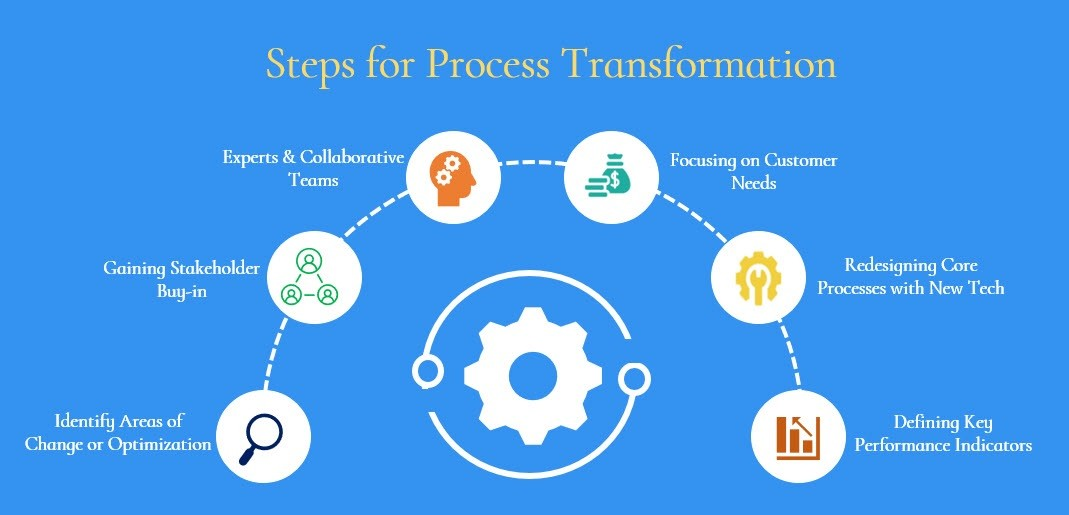 Steps for Process Transformation
Experts & Collaborative
Teams
Focusing on Customer
Needs
Gaining Stakeholder
Buy-in
Redesigning Core
Processes with New Tech
Identify Areas of
Change or Optimization
Defining Key
Performance Indicators
$